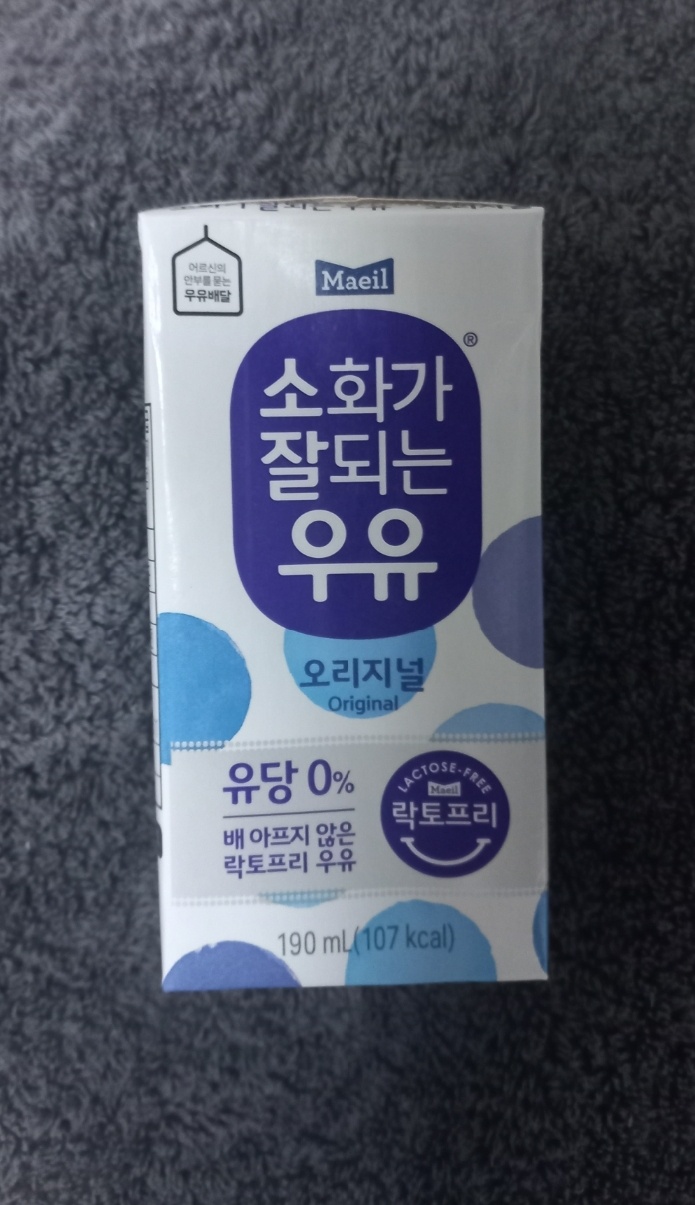 어르신의
안부를 묻는
우유배달
Maeil
®
소화가
잘되는
우유
오리지널
Original
유당 0%
배 아프지 않은
락토프리 우유
LACTOSE-FREE
Maeil
락토프리
190 mL(107 kcal)